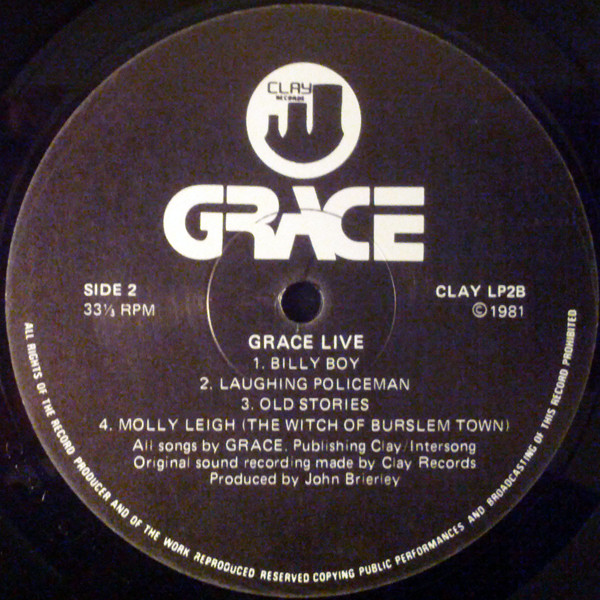 CLAY
RECORDS
GRACE
SIDE 2
33⅓ RPM
CLAY LP2B
©1981
GRACE LIVE
1. BILLY BOY
2. LAUGHING POLICEMAN
3. OLD STORIES
4. MOLLY LEIGH (THE WITCH OF BURSLEM TOWN)
All songs by GRACE. Publishing Clay/Intersong
Original sound recording made by Clay Records
Produced by John Brierley
ALL RIGHTS OF THE RECORD PRODUCER AND OF THE WORK REPRODUCED RESERVED COPYING PUBLIC PERFORMANCES AND BROADCASTING OF THIS RECORD PROHIBITED